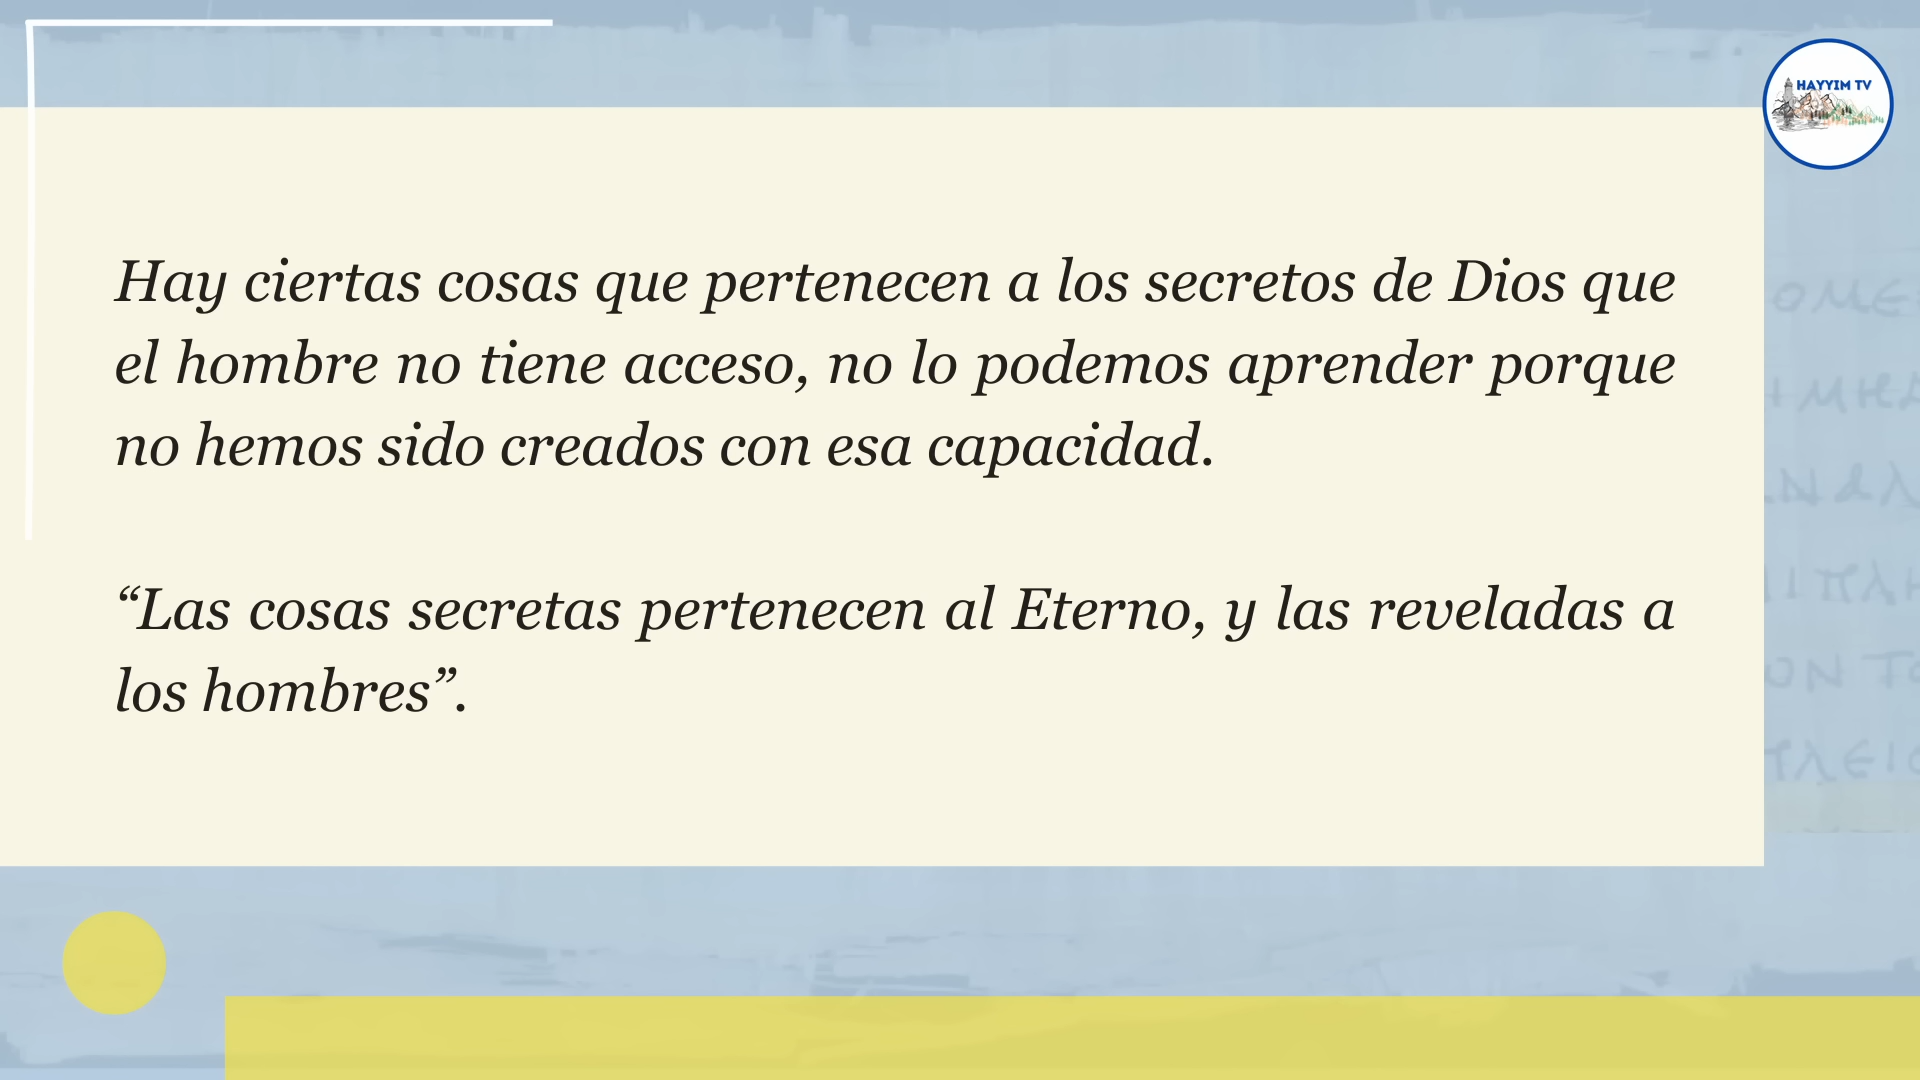 HAYYIM TV
Hay ciertas cosas que pertenecen a los secretos de Dios que
el hombre no tiene acceso, no lo podemos aprender porque
no hemos sido creados con esa capacidad.
“Las cosas secretas pertenecen al Eterno, y las reveladas a
los hombres”.